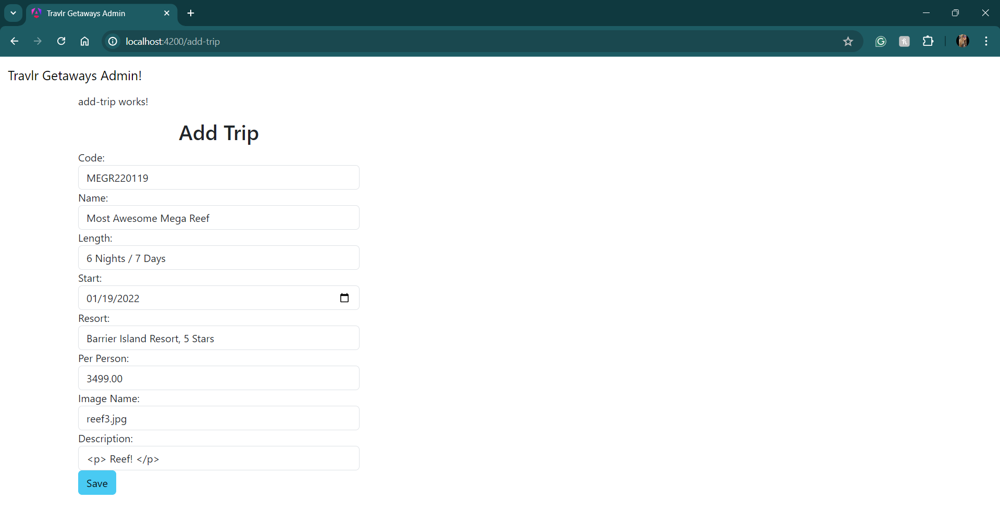 Travlr Getaways Admin
localhost:4200/add-trip
Travlr Getaways Admin!
add-trip works!
Add Trip
Code:
MEGR220119
Name:
Most Awesome Mega Reef
Length:
6 Nights / 7 Days
Start:
01/19/2022
Resort:
Barrier Island Resort, 5 Stars
Per Person:
3499.00
Image Name:
reef3.jpg
Description:
<p> Reef! </p>
Save